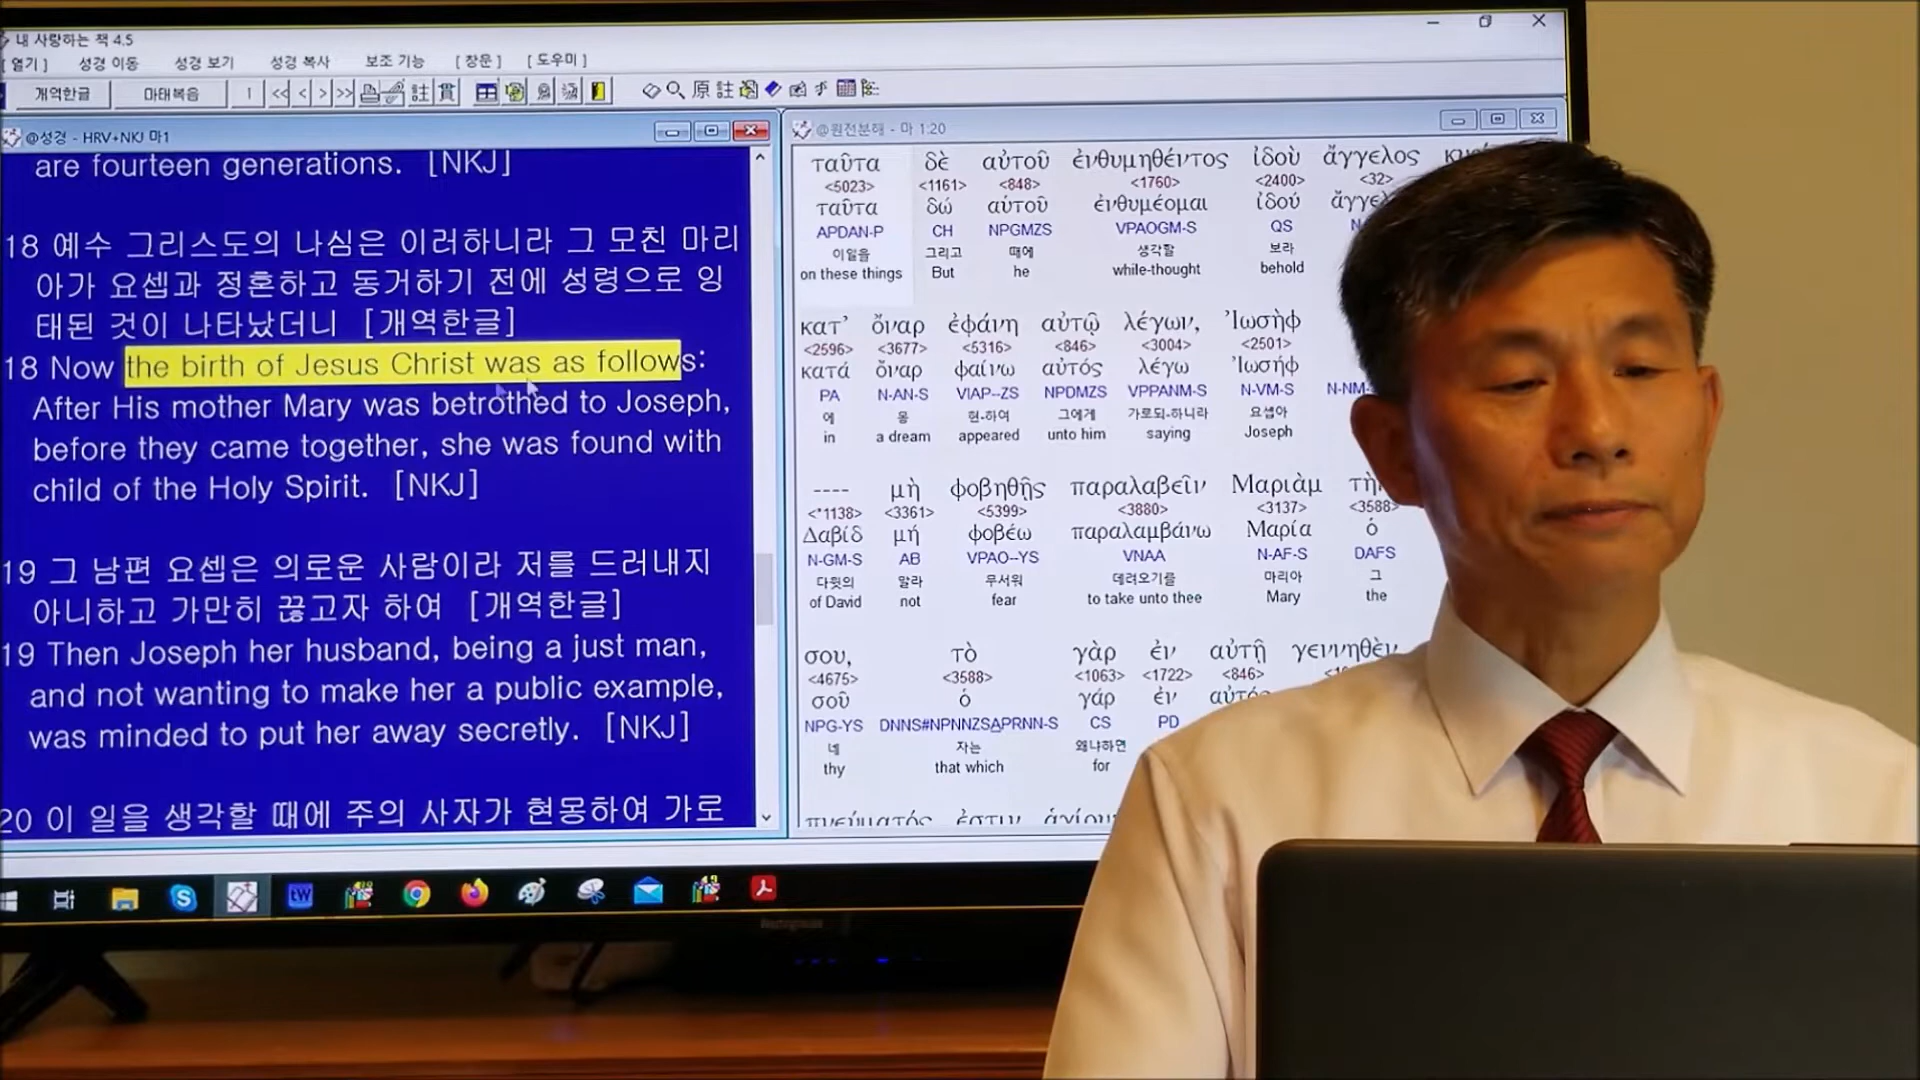 내 사랑하는 책 4.5
[ 열기 ] 성경 이동 성경 보기 성경 복사 보조 기능 [ 창문 ] [ 도우미 ]
개역한글 마태복음 1 << < > >> 註 貫 原 註
@성경 - HRV+NKJ 마1
are fourteen generations. [NKJ]
18 예수 그리스도의 나심은 이러하니라 그 모친 마리
아가 요셉과 정혼하고 동거하기 전에 성령으로 잉
태된 것이 나타났더니 [개역한글]
18 Now the birth of Jesus Christ was as follows:
After His mother Mary was betrothed to Joseph,
before they came together, she was found with
child of the Holy Spirit. [NKJ]
19 그 남편 요셉은 의로운 사람이라 저를 드러내지
아니하고 가만히 끊고자 하여 [개역한글]
19 Then Joseph her husband, being a just man,
and not wanting to make her a public example,
was minded to put her away secretly. [NKJ]
20 이 일을 생각할 때에 주의 사자가 현몽하여 가로
@원전분해 - 마 1:20
ταῦτα δὲ αὐτοῦ ἐνθυμηθέντος ἰδοὺ ἄγγελος
<5023> <1161> <848> <1760> <2400> <32>
ταῦτα δώ αὑτοῦ ἐνθυμέομαι ἰδού
APDAN-P CH NPGMZS VPAOGM-S QS
이일을 그리고 때에 생각할 보라
on these things But he while-thought behold
κατ' ὄναρ ἐφάνη αὐτῷ λέγων, Ἰωσὴφ
<2596> <3677> <5316> <846> <3004> <2501>
κατά ὄναρ φαίνω αὐτός λέγω Ἰωσήφ
PA N-AN-S VIAP--ZS NPDMZS VPPANM-S N-VM-S
에 몽 현-하여 그에게 가로되-하니라 요셉아
in a dream appeared unto him saying Joseph
---- μὴ φοβηθῇς παραλαβεῖν Μαριὰμ τὴν
<*1138> <3361> <5399> <3880> <3137> <3588>
Δαβίδ μή φοβέω παραλαμβάνω Μαρία ὁ
N-GM-S AB VPAO--YS VNAA N-AF-S DAFS
다윗의 말라 무서워 데려오기를 마리아 그
of David not fear to take unto thee Mary the
σου, τὸ γὰρ ἐν αὐτῇ γεννηθὲν
<4675> <3588> <1063> <1722> <846>
σοῦ ὁ γάρ ἐν
NPG-YS DNNS#NPNNZSAPRNN-S CS PD
네 자는 왜냐하면
thy that which for
πνεύματός ἐστιν